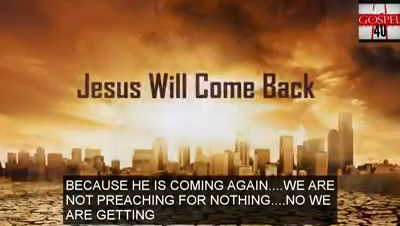 GOSPEL
40
Jesus Will Come Back
BECAUSE HE IS COMING AGAIN....WE ARE
NOT PREACHING FOR NOTHING....NO WE
ARE GETTING